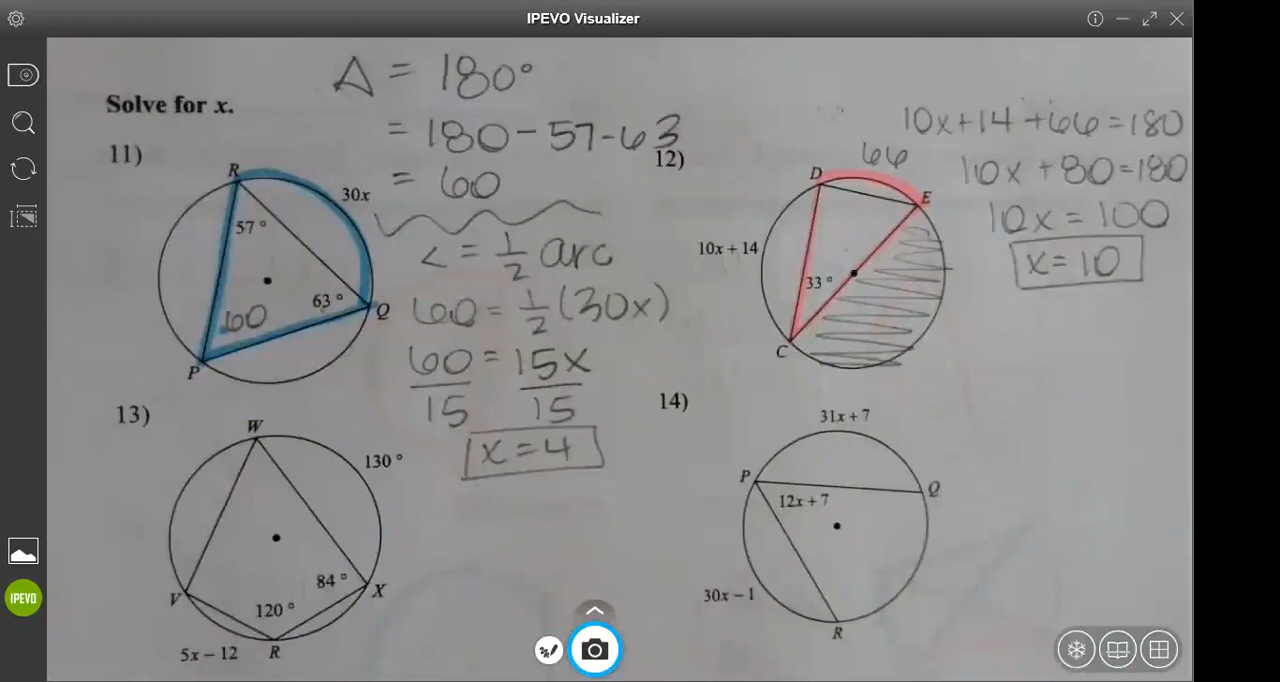 IPEVO Visualizer
Δ = 180°
Solve for x.
= 180 - 57 - 63
= 60
11)
R
30x
57°
63°
60
Q
P
< = 1/2 arc
60 = 1/2 (30x)
60 = 15x
15 15
x = 4
12)
10x+14+66=180
66
10x+80=180
D
E
10x = 100
10x + 14
x = 10
33°
C
13)
W
130°
84°
V
X
120°
5x − 12
R
14)
31x + 7
P
Q
12x + 7
30x − 1
R
IPEVO